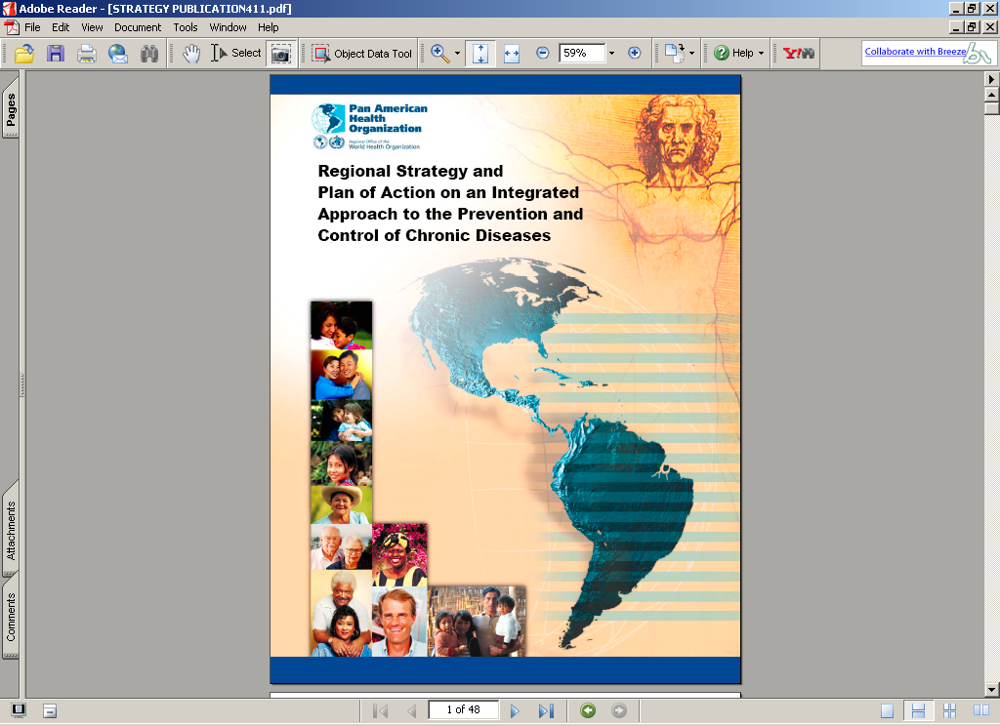 Adobe Reader - [STRATEGY PUBLICATION411.pdf]
File Edit View Document Tools Window Help
Select
Object Data Tool
59%
Help
Y!
Collaborate with Breeze
Pages
Pan American
Health
Organization
Regional Office of the
World Health Organization
Regional Strategy and
Plan of Action on an Integrated
Approach to the Prevention and
Control of Chronic Diseases
Attachments
Comments
1 of 48